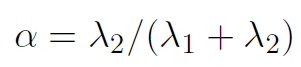 α = λ₂/(λ₁ + λ₂)